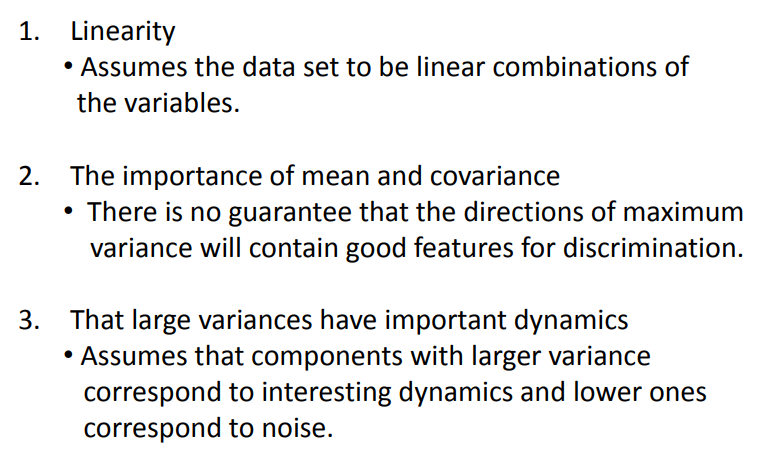 1. Linearity
• Assumes the data set to be linear combinations of
the variables.
2. The importance of mean and covariance
• There is no guarantee that the directions of maximum
variance will contain good features for discrimination.
3. That large variances have important dynamics
• Assumes that components with larger variance
correspond to interesting dynamics and lower ones
correspond to noise.